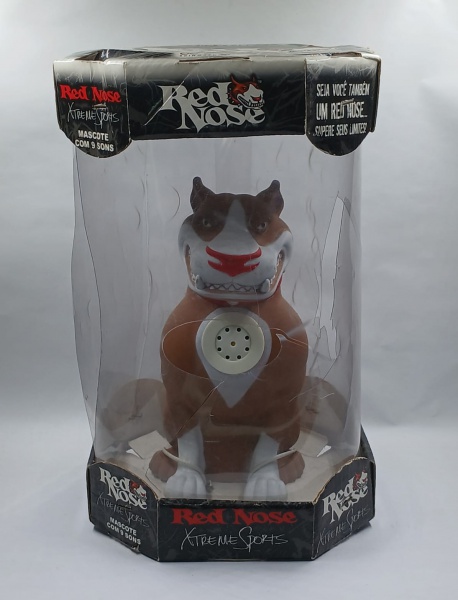 Red Nose
Xtreme Sports
MASCOTE
COM 9 SONS
Red
Nose
SEJA VOCÊ TAMBÉM
UM RED NOSE...
SUPERE SEUS LIMITES
Red
Nose
Xtreme Sports
MASCOTE
COM 9 SONS
Red Nose
Xtreme Sports
Red
Nose
Xtreme Sports